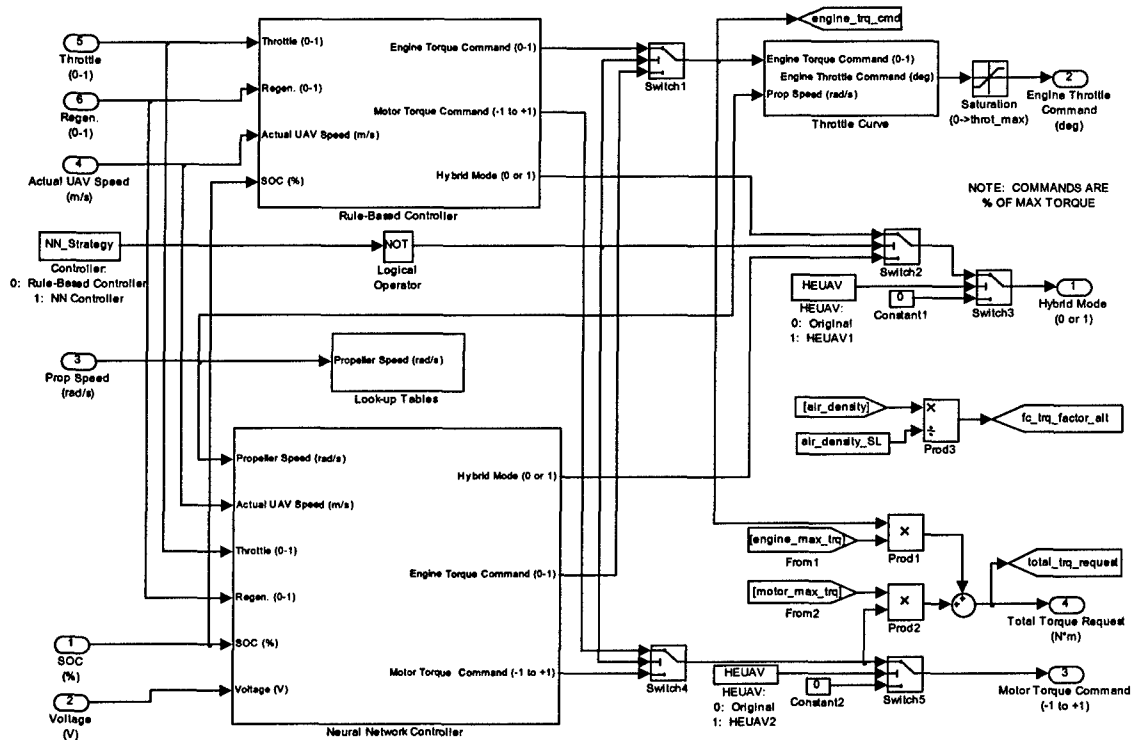 engine_trq_cmd
5
Throttle
(0-1)
6
Regen.
(0-1)
4
Actual UAV Speed
(m/s)
Throttle (0-1)
Regen. (0-1)
Actual UAV Speed (m/s)
SOC (%)
Engine Torque Command (0-1)
Motor Torque Command (-1 to +1)
Hybrid Mode (0 or 1)
Rule-Based Controller
Switch1
Engine Torque Command (0-1)
Engine Throttle Command (deg)
Prop Speed (rad/s)
Throttle Curve
Saturation
(0->throt_max)
2
Engine Throttle
Command
(deg)
NOTE: COMMANDS ARE
% OF MAX TORQUE
NN_Strategy
Controller:
0: Rule-Based Controller
1: NN Controller
NOT
Logical
Operator
Switch2
HEUAV
HEUAV:
0: Original
1: HEUAV1
0
Constant1
Switch3
1
Hybrid Mode
(0 or 1)
3
Prop Speed
(rad/s)
Propeller Speed (rad/s)
Look-up Tables
[air_density]
air_density_SL
×
÷
Prod3
fc_trq_factor_alt
Propeller Speed (rad/s)
Actual UAV Speed (m/s)
Throttle (0-1)
Regen. (0-1)
SOC (%)
Voltage (V)
Hybrid Mode (0 or 1)
Engine Torque Command (0-1)
Motor Torque Command (-1 to +1)
Neural Network Controller
1
SOC
(%)
2
Voltage
(V)
[engine_max_trq]
From1
×
Prod1
[motor_max_trq]
From2
×
Prod2
++
total_trq_request
4
Total Torque Request
(N*m)
Switch4
HEUAV
HEUAV:
0: Original
1: HEUAV2
0
Constant2
Switch5
3
Motor Torque Command
(-1 to +1)